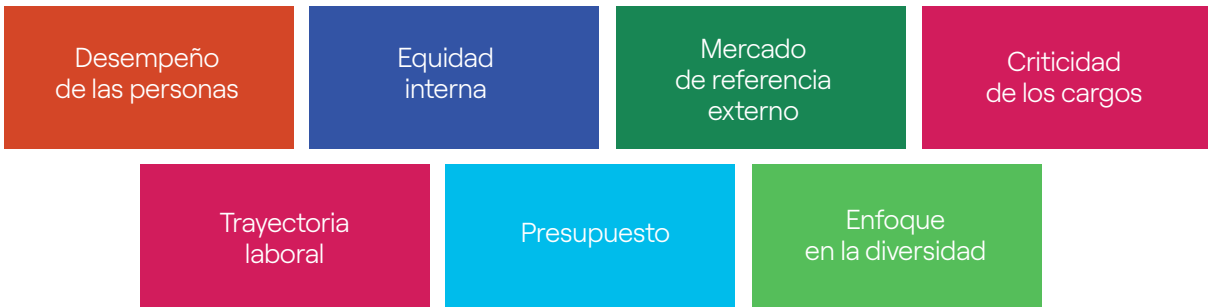 Desempeño
de las personas
Equidad
interna
Mercado
de referencia
externo
Criticidad
de los cargos
Trayectoria
laboral
Presupuesto
Enfoque
en la diversidad